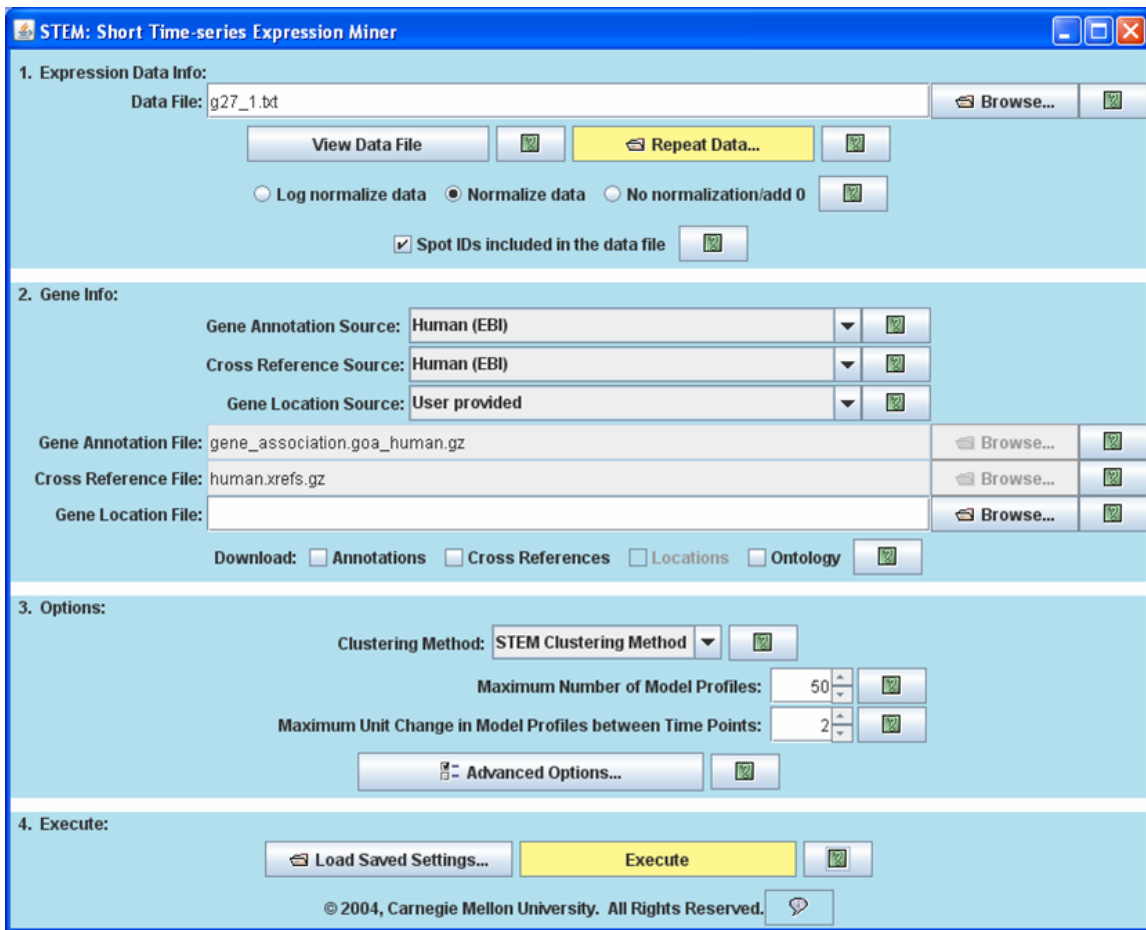 STEM: Short Time-series Expression Miner
1. Expression Data Info:
Data File: g27_1.txt Browse...
View Data File Repeat Data...
Log normalize data Normalize data No normalization/add 0
Spot IDs included in the data file
2. Gene Info:
Gene Annotation Source: Human (EBI)
Cross Reference Source: Human (EBI)
Gene Location Source: User provided
Gene Annotation File: gene_association.goa_human.gz Browse...
Cross Reference File: human.xrefs.gz Browse...
Gene Location File: Browse...
Download: Annotations Cross References Locations Ontology
3. Options:
Clustering Method: STEM Clustering Method
Maximum Number of Model Profiles: 50
Maximum Unit Change in Model Profiles between Time Points: 2
Advanced Options...
4. Execute:
Load Saved Settings... Execute
© 2004, Carnegie Mellon University. All Rights Reserved.